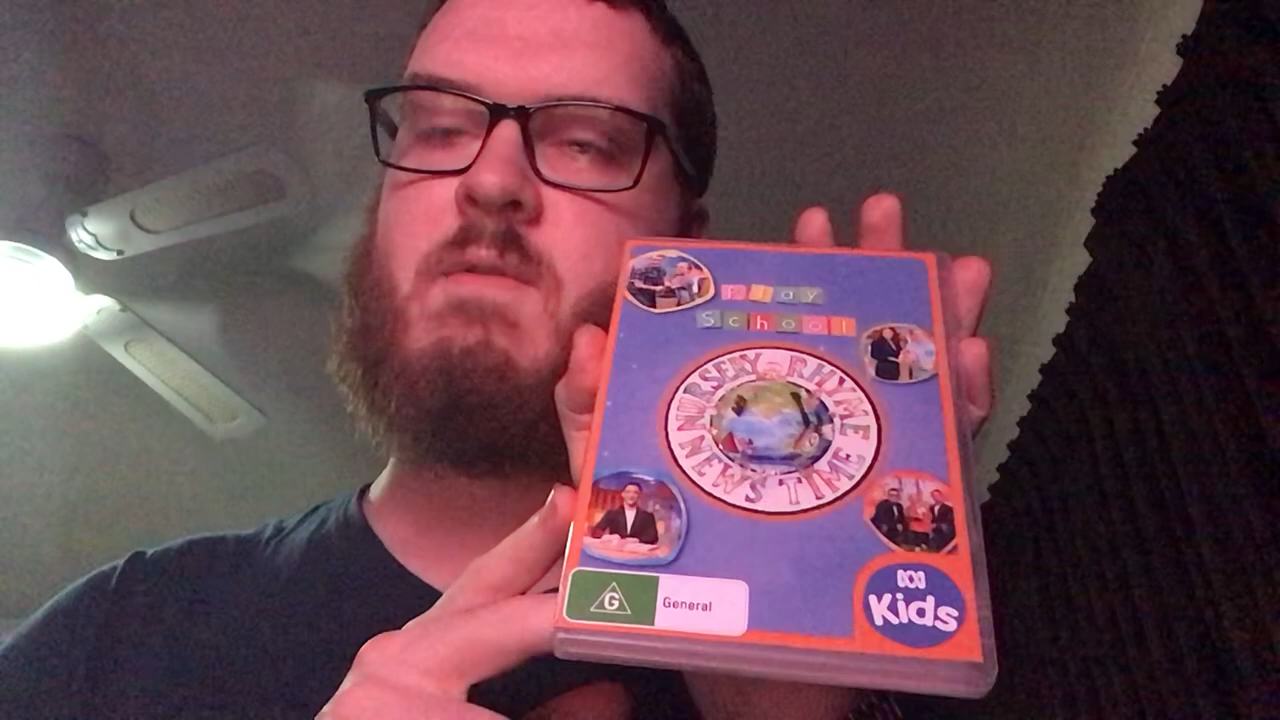 Play
School
NURSERY RHYME
NEWS TIME
G
General
ABC
Kids